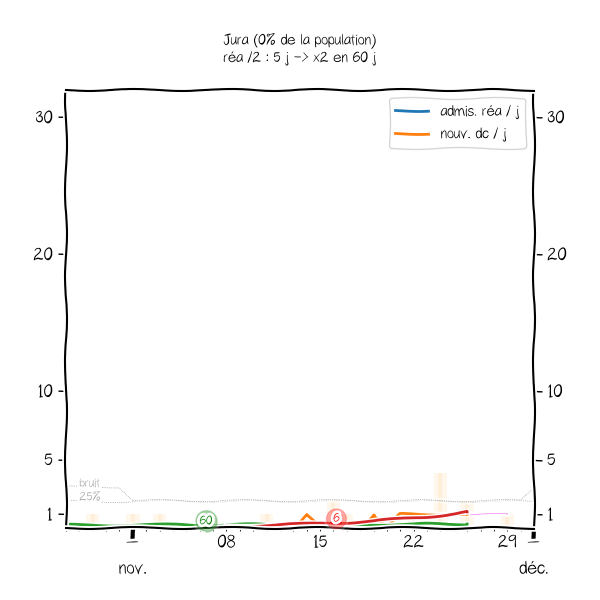 Jura (0% de la population)
réa /2 : 5 j -> x2 en 60 j
admis. réa / j
nouv. dc / j
30
30
20
20
10
10
5
5
bruit
25%
1
1
60
6
08
15
22
29
nov.
déc.